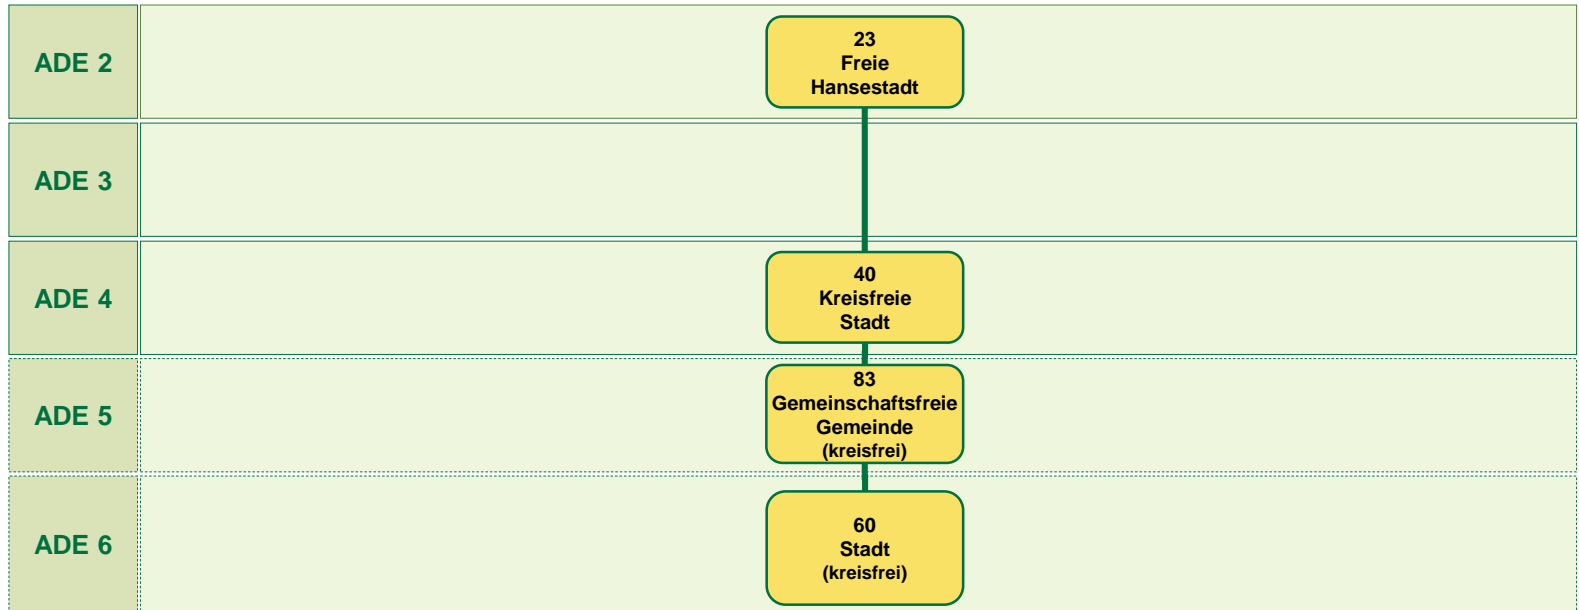 ADE 2
23
Freie
Hansestadt
ADE 3
ADE 4
40
Kreisfreie
Stadt
ADE 5
83
Gemeinschaftsfreie
Gemeinde
(kreisfrei)
ADE 6
60
Stadt
(kreisfrei)